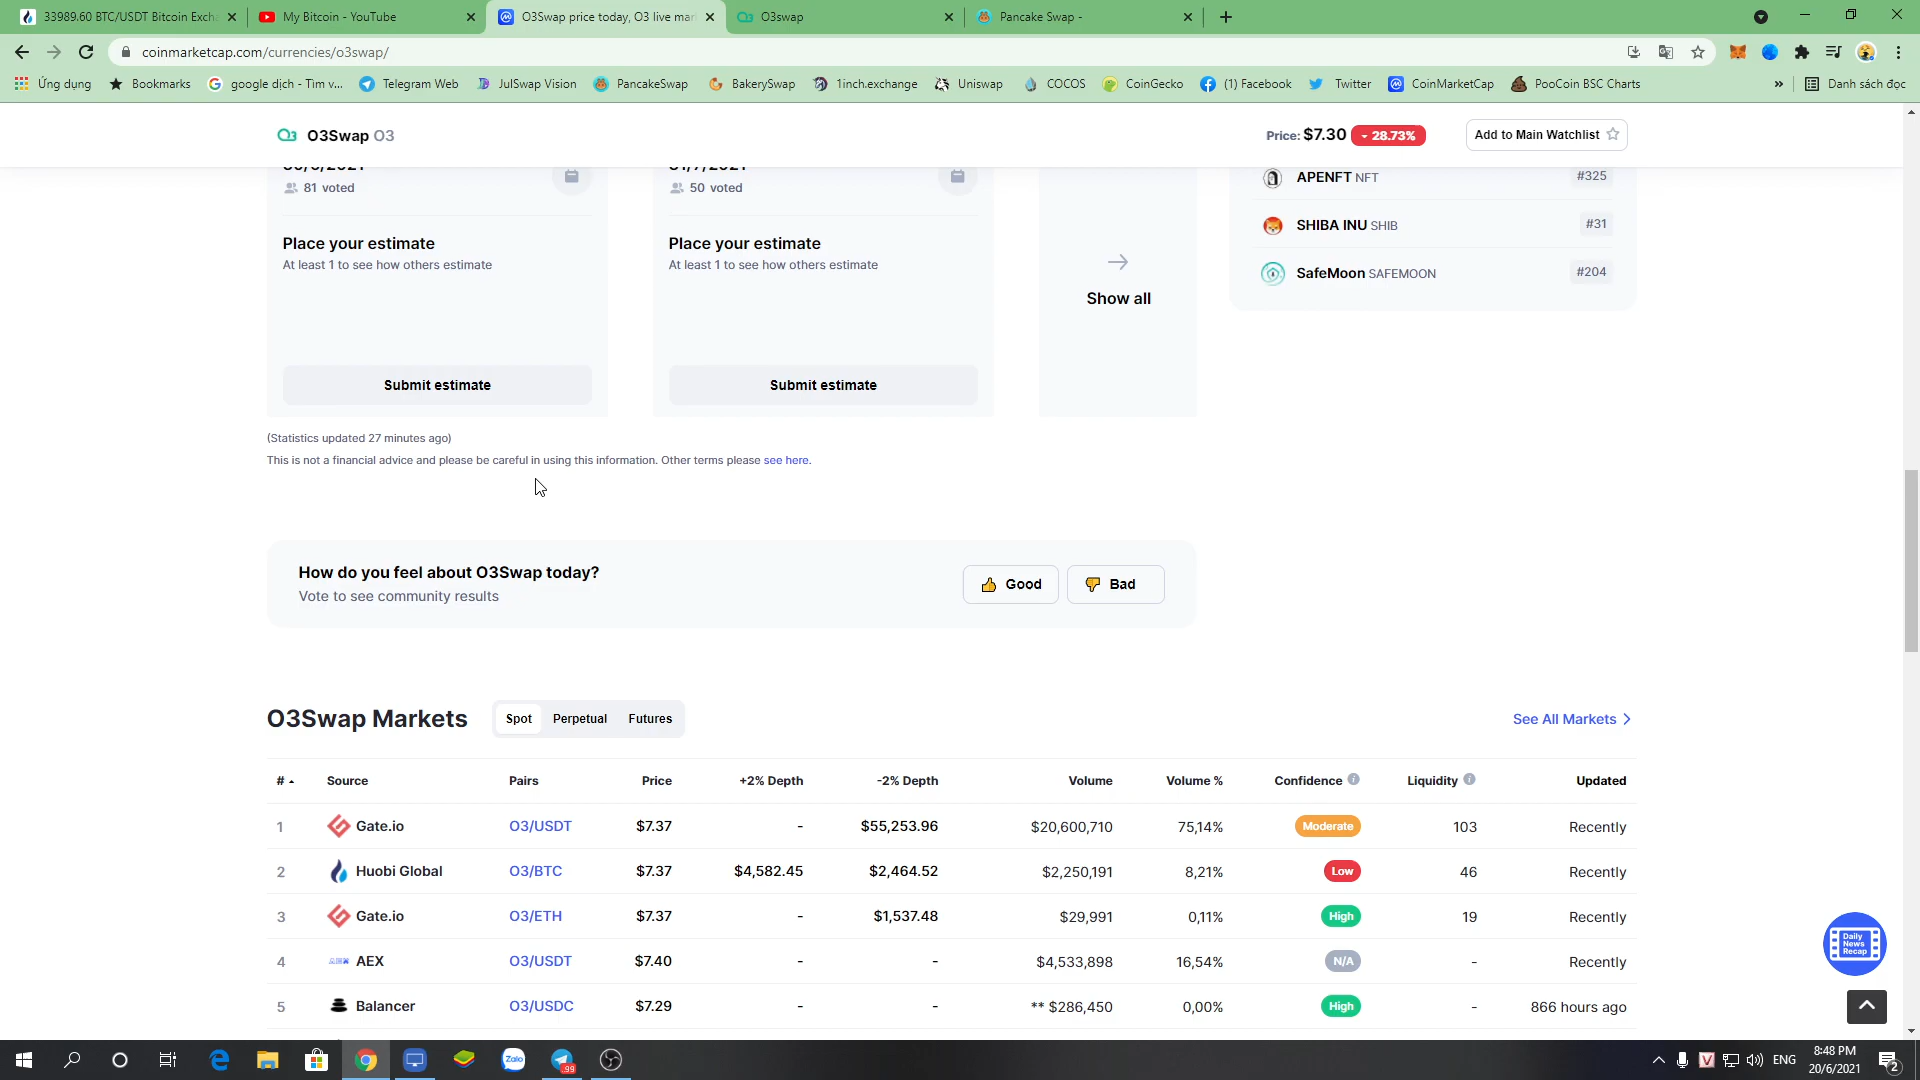 33989.60 BTC/USDT Bitcoin Excha
My Bitcoin - YouTube
O3Swap price today, O3 live mar
O3swap
Pancake Swap -
coinmarketcap.com/currencies/o3swap/
Ứng dụng
Bookmarks
google dịch - Tìm v...
Telegram Web
JulSwap Vision
PancakeSwap
BakerySwap
1inch.exchange
Uniswap
COCOS
CoinGecko
(1) Facebook
Twitter
CoinMarketCap
PooCoin BSC Charts
»
Danh sách đọc
O3Swap O3
Price: $7.30
28.73%
Add to Main Watchlist
81 voted
50 voted
APENFT NFT
#325
Place your estimate
At least 1 to see how others estimate
Place your estimate
At least 1 to see how others estimate
SHIBA INU SHIB
#31
SafeMoon SAFEMOON
#204
Show all
Submit estimate
Submit estimate
(Statistics updated 27 minutes ago)
This is not a financial advice and please be careful in using this information. Other terms please see here.
How do you feel about O3Swap today?
Vote to see community results
Good
Bad
O3Swap Markets
Spot
Perpetual
Futures
See All Markets
# Source Pairs Price +2% Depth -2% Depth Volume Volume % Confidence Liquidity Updated
1 Gate.io O3/USDT $7.37 - $55,253.96 $20,600,710 75,14% Moderate 103 Recently
2 Huobi Global O3/BTC $7.37 $4,582.45 $2,464.52 $2,250,191 8,21% Low 46 Recently
3 Gate.io O3/ETH $7.37 - $1,537.48 $29,991 0,11% High 19 Recently
4 AEX O3/USDT $7.40 - - $4,533,898 16,54% N/A - Recently
5 Balancer O3/USDC $7.29 - - ** $286,450 0,00% High - 866 hours ago
Daily
News
Recap
Zalo
99
V
ENG
8:48 PM
20/6/2021
2